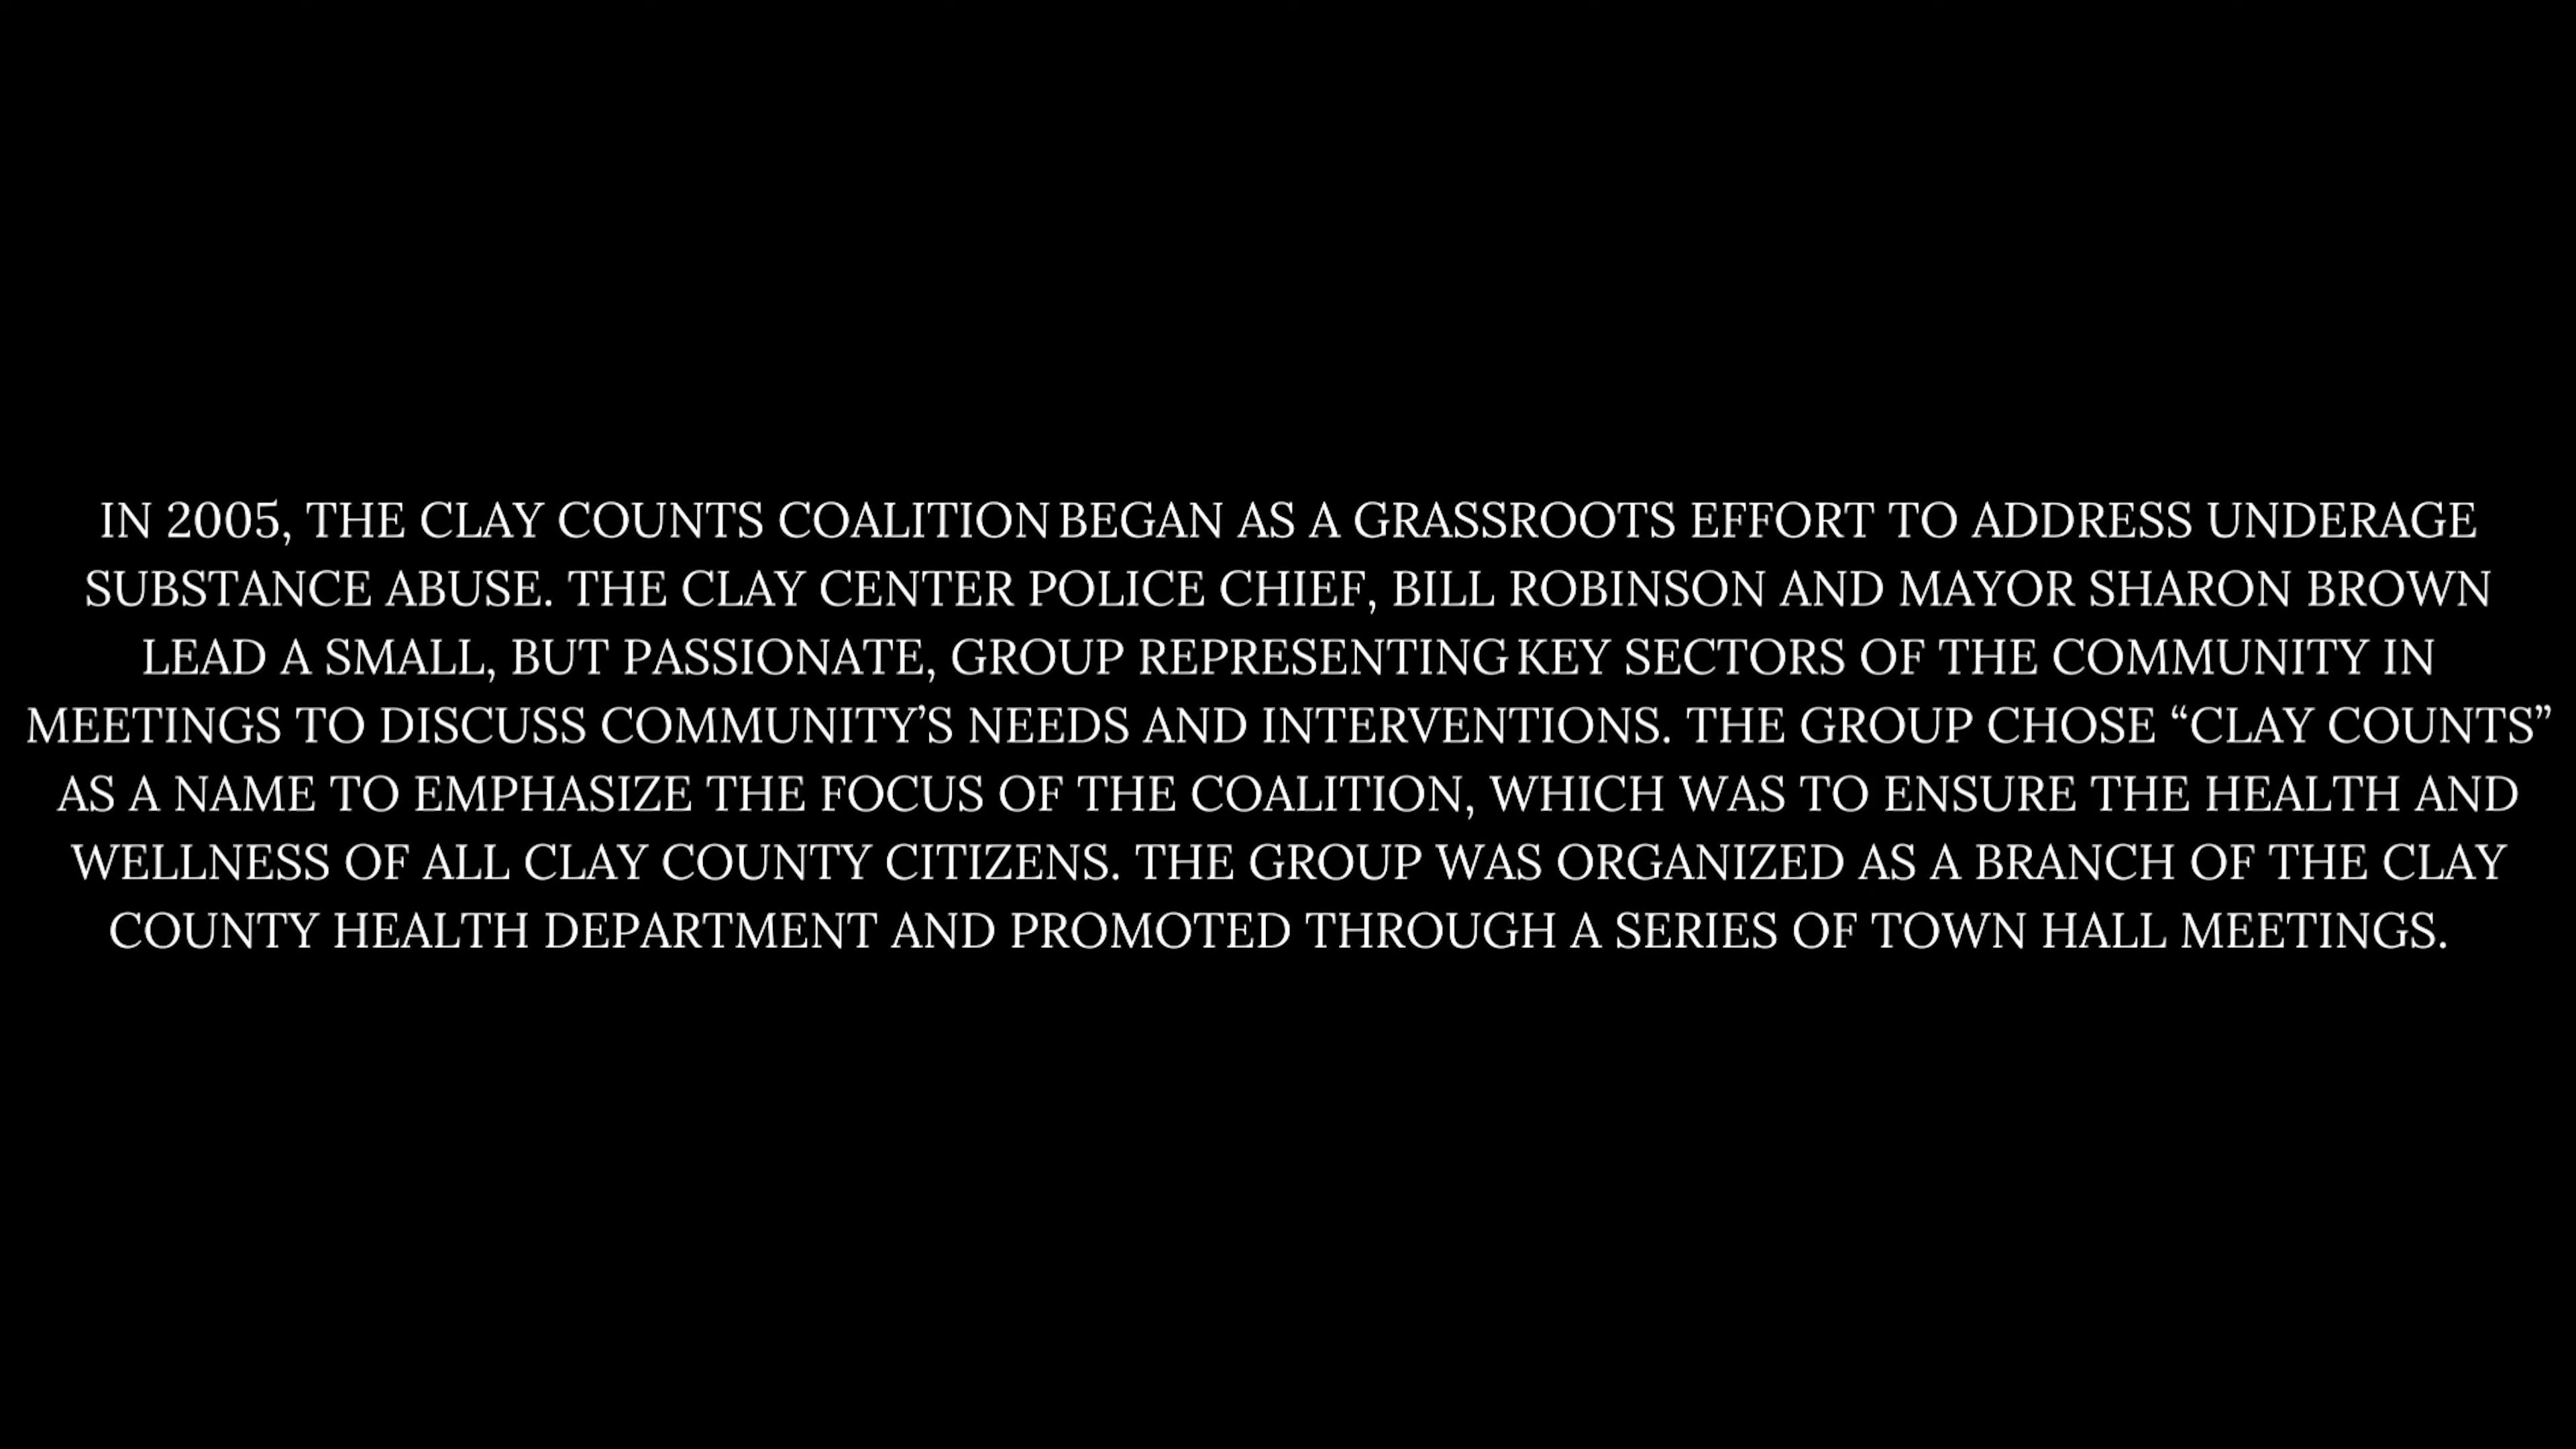 IN 2005, THE CLAY COUNTS COALITION BEGAN AS A GRASSROOTS EFFORT TO ADDRESS UNDERAGE
SUBSTANCE ABUSE. THE CLAY CENTER POLICE CHIEF, BILL ROBINSON AND MAYOR SHARON BROWN
LEAD A SMALL, BUT PASSIONATE, GROUP REPRESENTING KEY SECTORS OF THE COMMUNITY IN
MEETINGS TO DISCUSS COMMUNITY’S NEEDS AND INTERVENTIONS. THE GROUP CHOSE “CLAY COUNTS”
AS A NAME TO EMPHASIZE THE FOCUS OF THE COALITION, WHICH WAS TO ENSURE THE HEALTH AND
WELLNESS OF ALL CLAY COUNTY CITIZENS. THE GROUP WAS ORGANIZED AS A BRANCH OF THE CLAY
COUNTY HEALTH DEPARTMENT AND PROMOTED THROUGH A SERIES OF TOWN HALL MEETINGS.